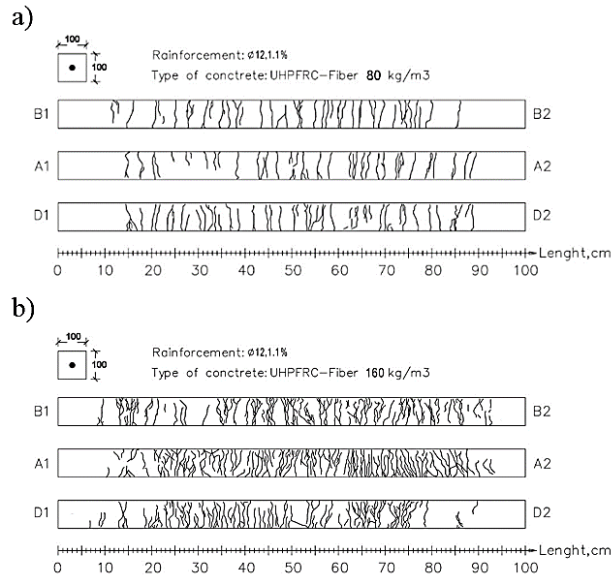 a)
100
100
Rainforcement: Ø12,1.1%
Type of conctrete: UHPFRC-Fiber 80 kg/m3
B1 B2
A1 A2
D1 D2
Lenght,cm
0 10 20 30 40 50 60 70 80 90 100
b)
100
100
Rainforcement: Ø12,1.1%
Type of conctrete: UHPFRC-Fiber 160 kg/m3
B1 B2
A1 A2
D1 D2
Lenght,cm
0 10 20 30 40 50 60 70 80 90 100